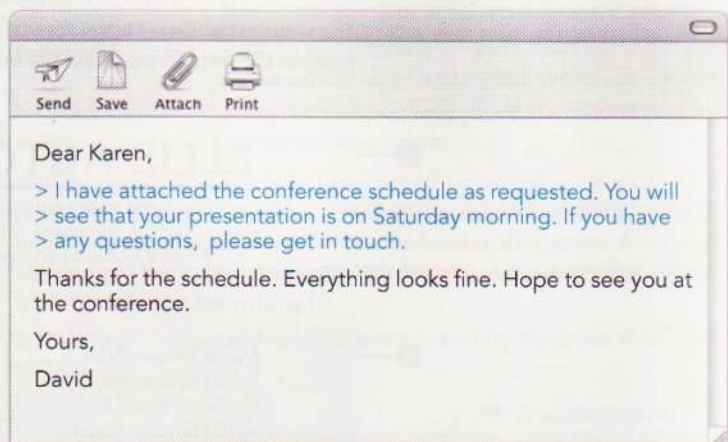 Send Save Attach Print
Dear Karen,
> I have attached the conference schedule as requested. You will
> see that your presentation is on Saturday morning. If you have
> any questions, please get in touch.
Thanks for the schedule. Everything looks fine. Hope to see you at
the conference.
Yours,
David